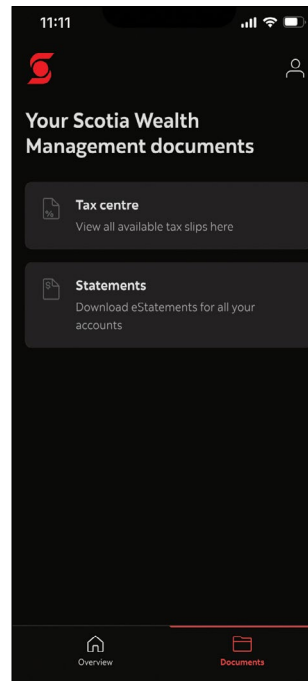 11:11
Your Scotia Wealth
Management documents
Tax centre
View all available tax slips here
Statements
Download eStatements for all your
accounts
Overview
Documents